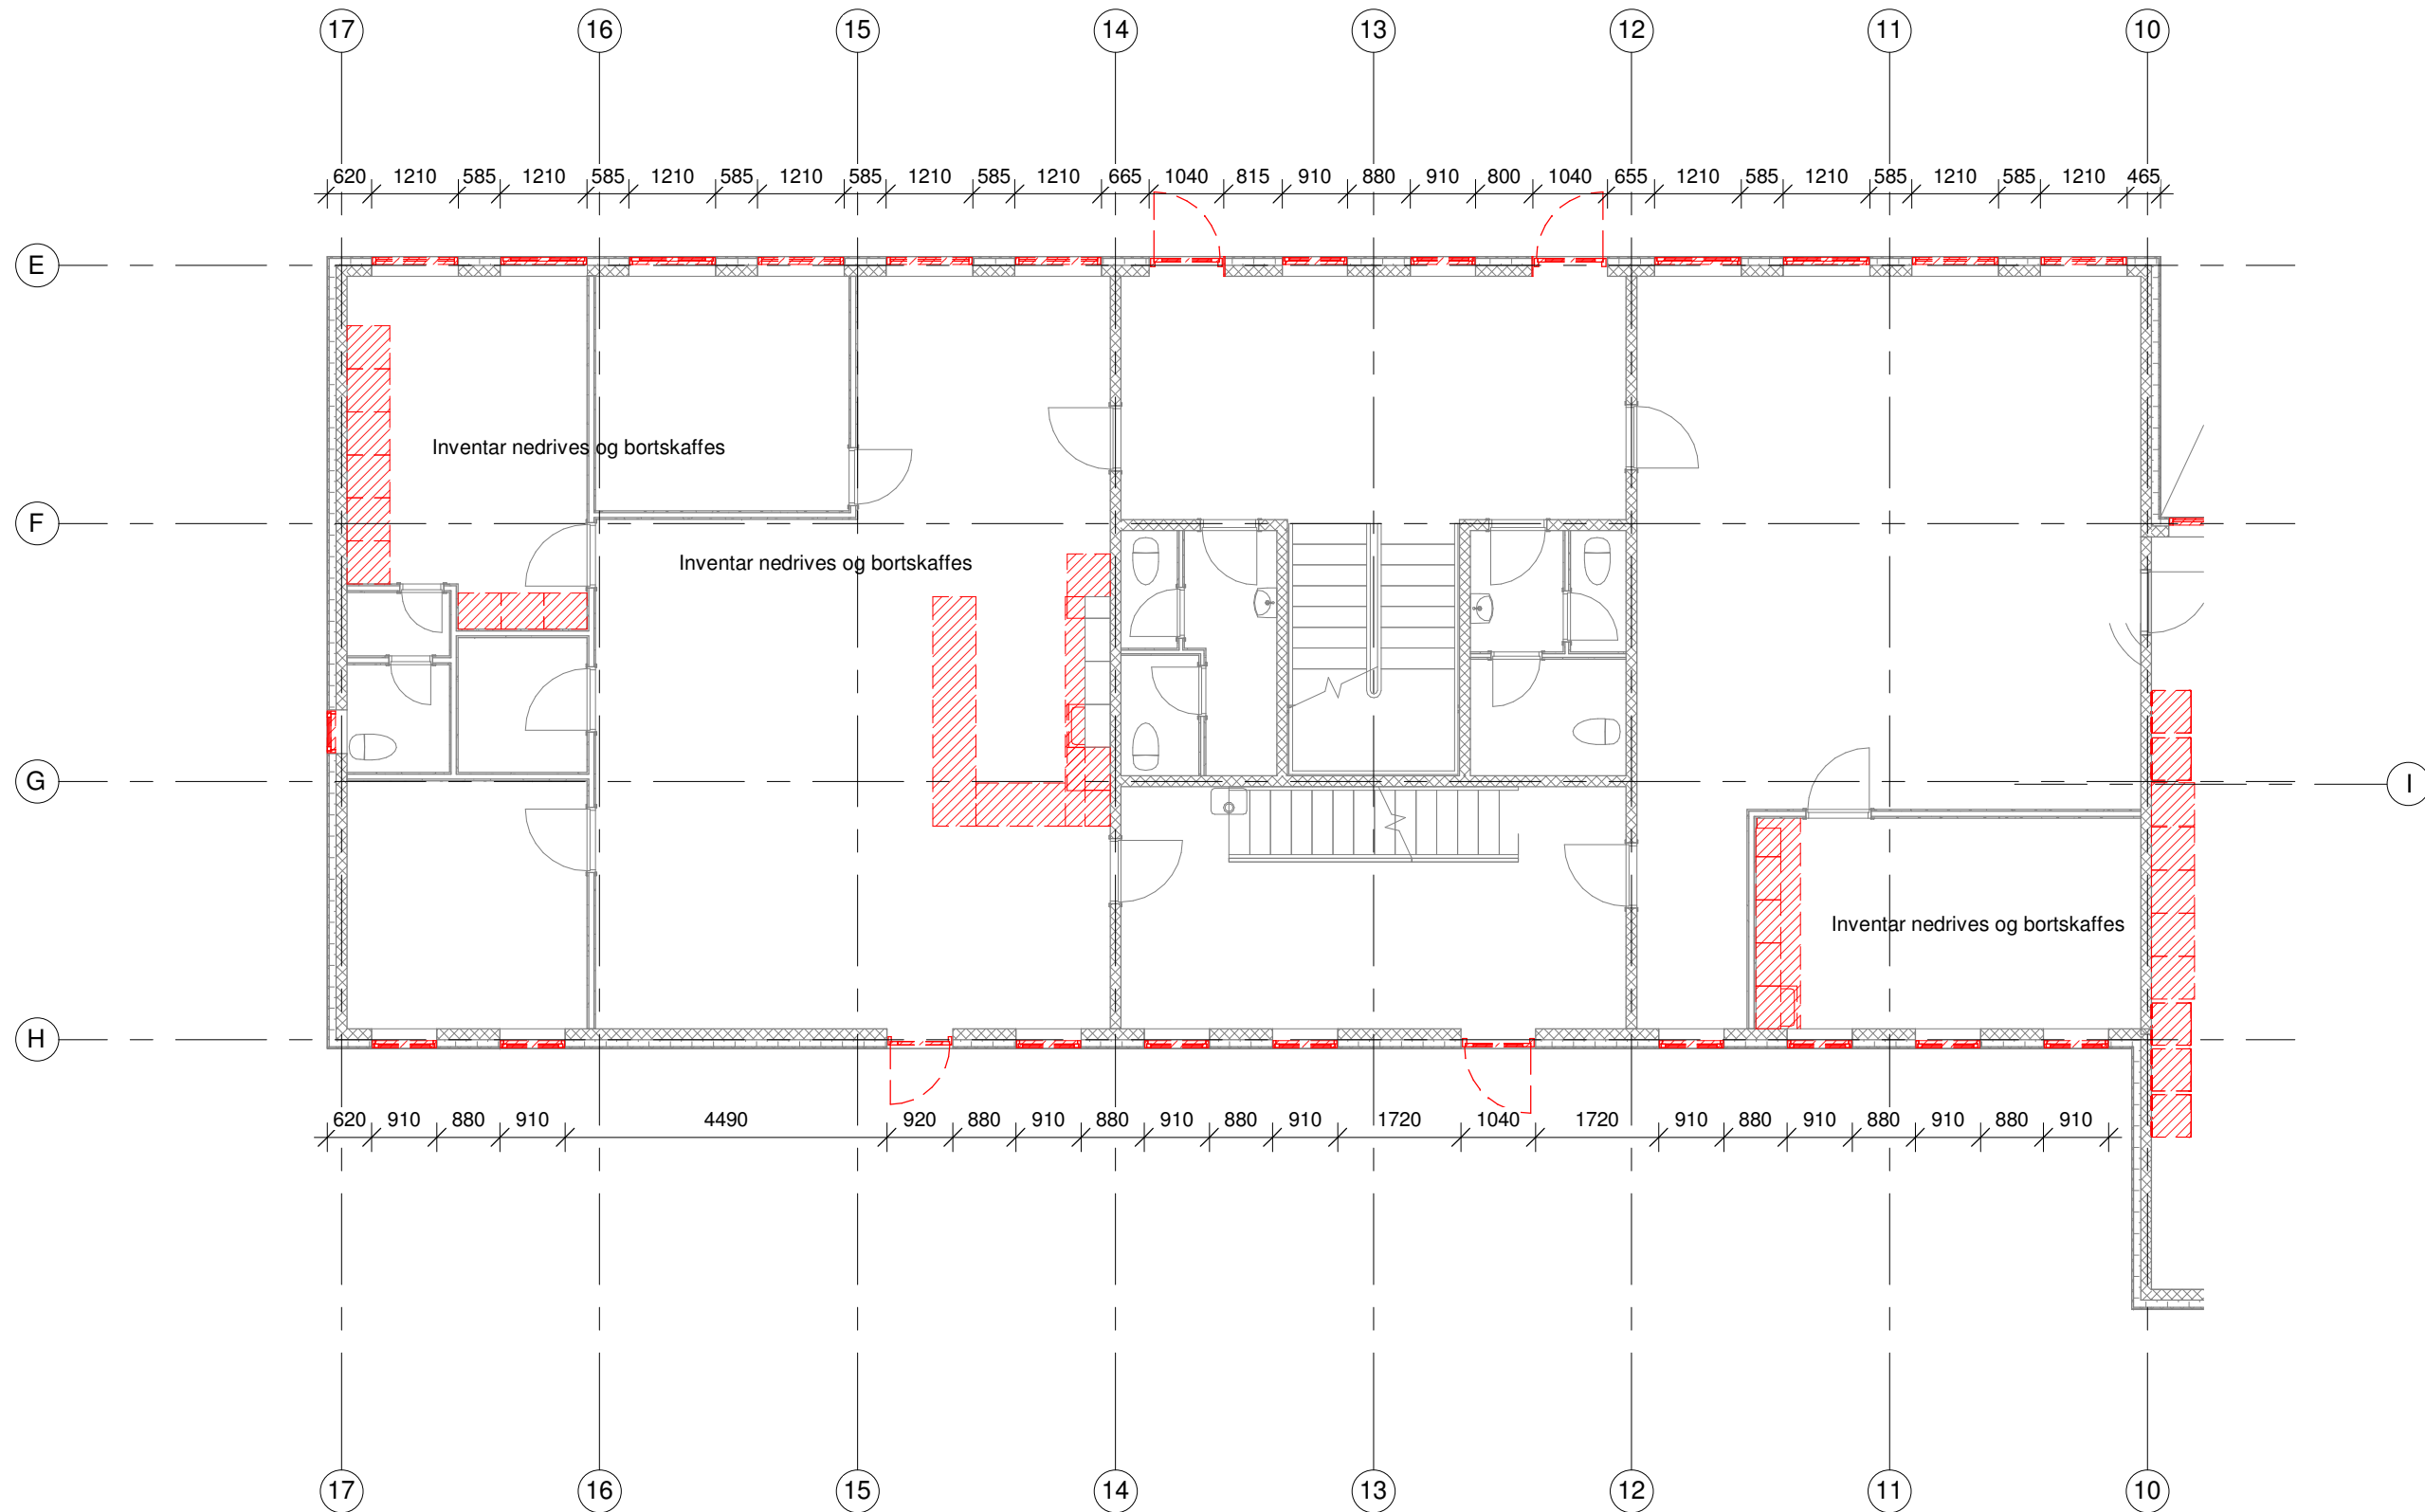 17 16 15 14 13 12 11 10
620 1210 585 1210 585 1210 585 1210 585 1210 585 1210 665 1040 815 910 880 910 800 1040 655 1210 585 1210 585 1210 585 1210 465
E
Inventar nedrives og bortskaffes
F
Inventar nedrives og bortskaffes
G I
Inventar nedrives og bortskaffes
H
620 910 880 910 4490 920 880 910 880 910 880 910 1720 1040 1720 910 880 910 880 910 880 910
17 16 15 14 13 12 11 10